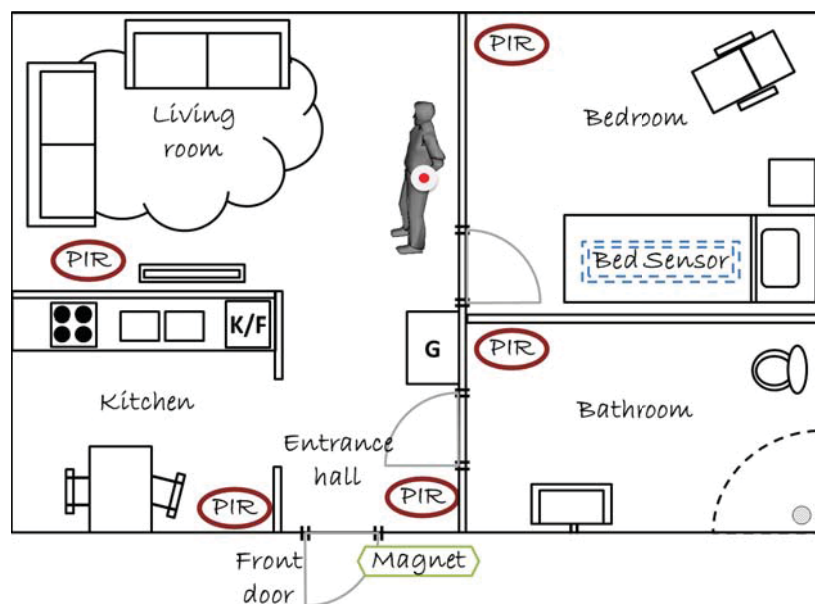 PIR
Living
room
Bedroom
PIR
Bed Sensor
K/F
G
PIR
Kitchen
Bathroom
Entrance
hall
PIR
PIR
Front
door
Magnet